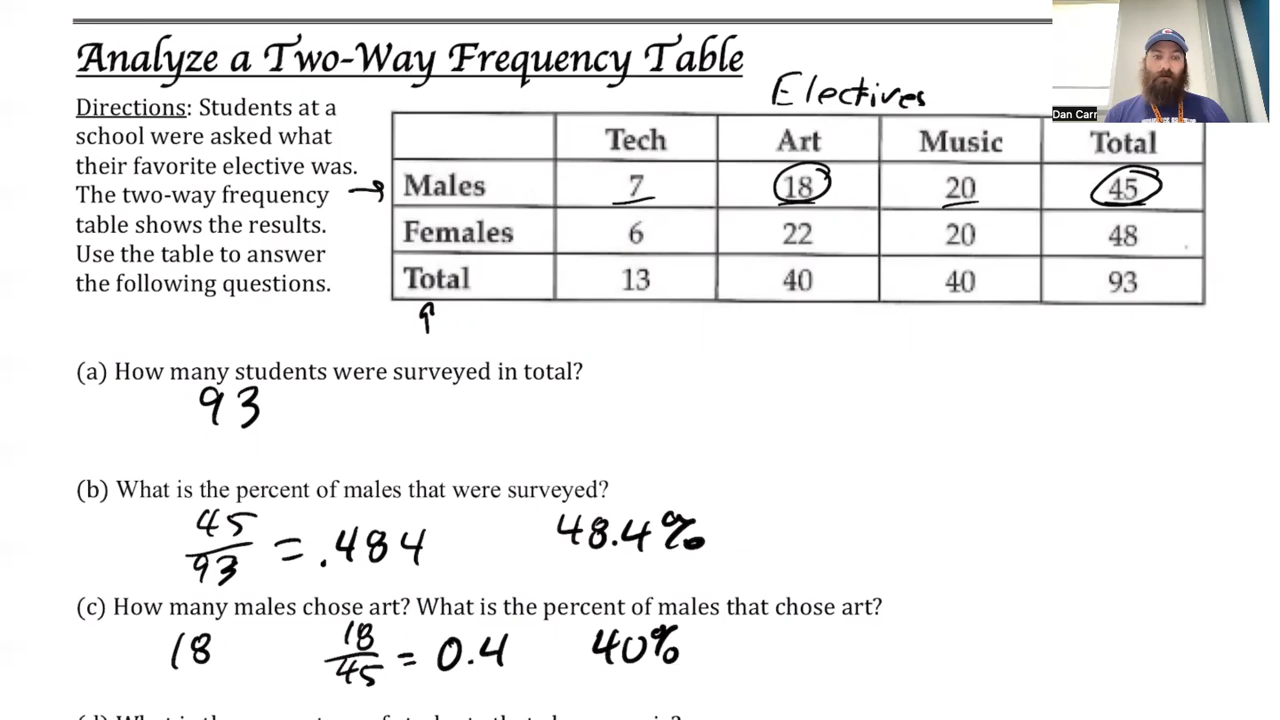 Analyze a Two-Way Frequency Table
Electives
Dan Carr
Directions: Students at a
school were asked what
their favorite elective was.
The two-way frequency
table shows the results.
Use the table to answer
the following questions.
Tech Art Music Total
Males 7 18 20 45
Females 6 22 20 48
Total 13 40 40 93
(a) How many students were surveyed in total?
93
(b) What is the percent of males that were surveyed?
45/93 = .484 48.4%
(c) How many males chose art? What is the percent of males that chose art?
18 18/45 = 0.4 40%